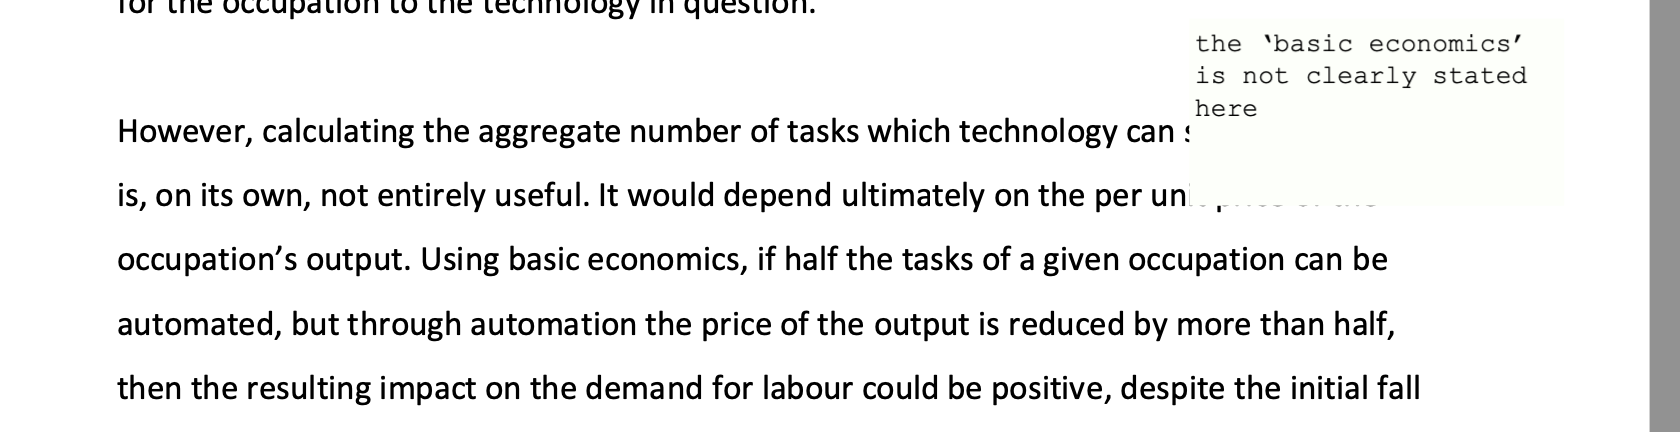 for the occupation to the technology in question.
the ‘basic economics’
is not clearly stated
here
However, calculating the aggregate number of tasks which technology can
is, on its own, not entirely useful. It would depend ultimately on the per
occupation’s output. Using basic economics, if half the tasks of a given occupation can be
automated, but through automation the price of the output is reduced by more than half,
then the resulting impact on the demand for labour could be positive, despite the initial fall